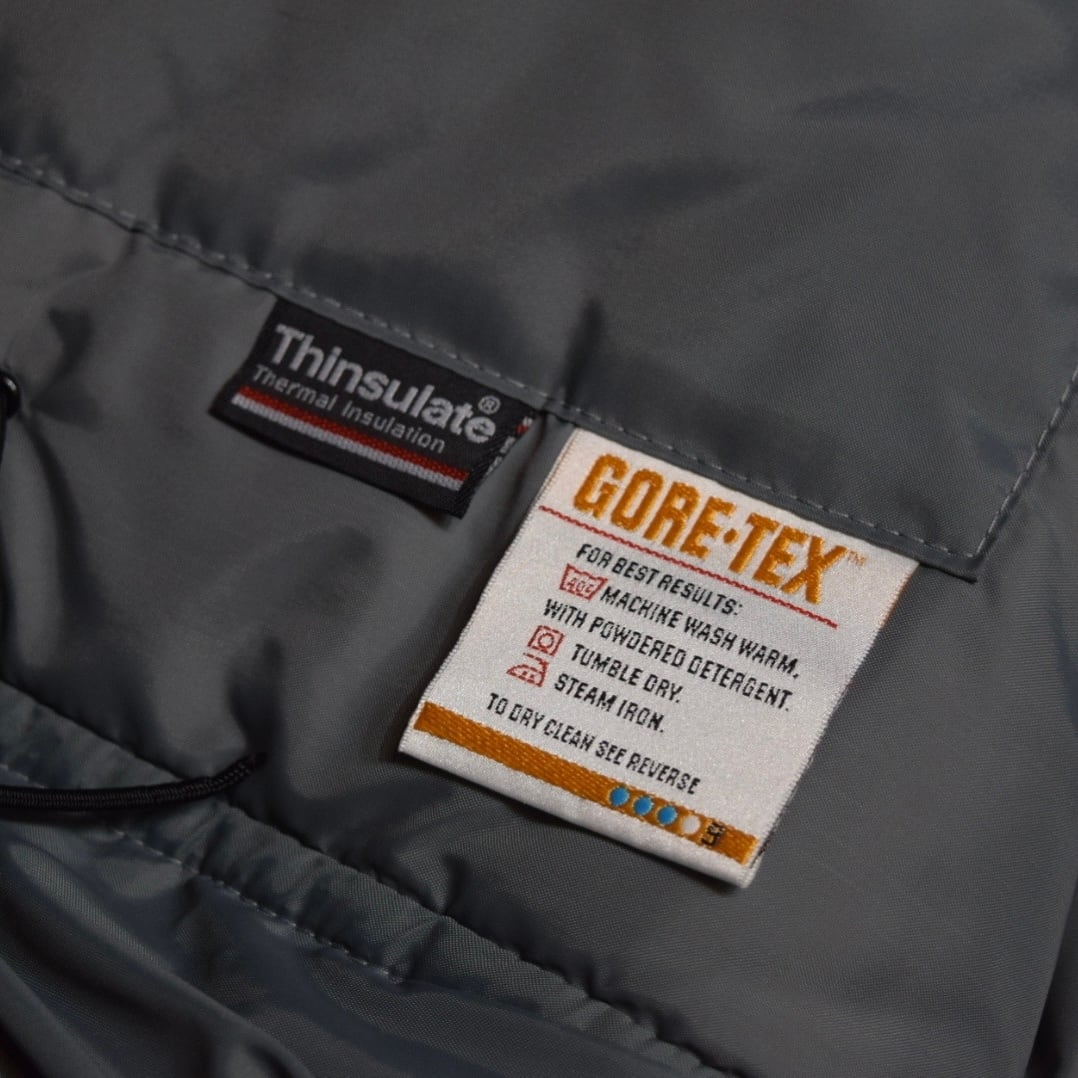 Thinsulate®
Thermal Insulation
GORE-TEX™
FOR BEST RESULTS:
MACHINE WASH WARM,
WITH POWDERED DETERGENT.
TUMBLE DRY.
STEAM IRON.
TO DRY CLEAN SEE REVERSE